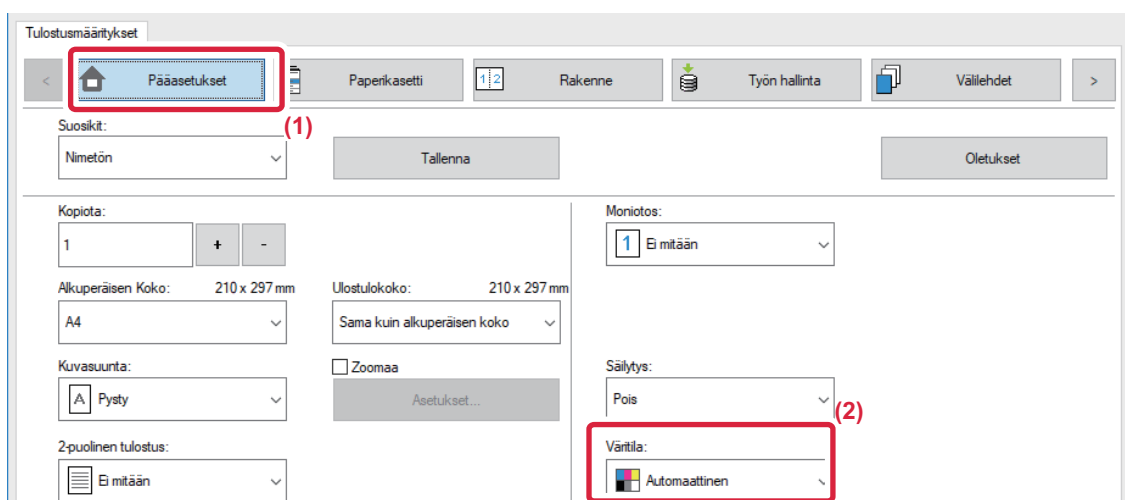 Tulostusmääritykset
< Pääasetukset Paperikasetti 1 2 Rakenne Työn hallinta Välilehdet >
(1)
Suosikit:
Nimetön Tallenna Oletukset
Kopiota: Moniotos:
1 + - 1 Ei mitään
Alkuperäisen Koko: 210 x 297 mm Ulostulokoko: 210 x 297 mm
A4 Sama kuin alkuperäisen koko
Kuvasuunta: Zoomaa Säilytys:
A Pysty Asetukset... Pois
(2)
2-puolinen tulostus: Väritila:
Ei mitään Automaattinen